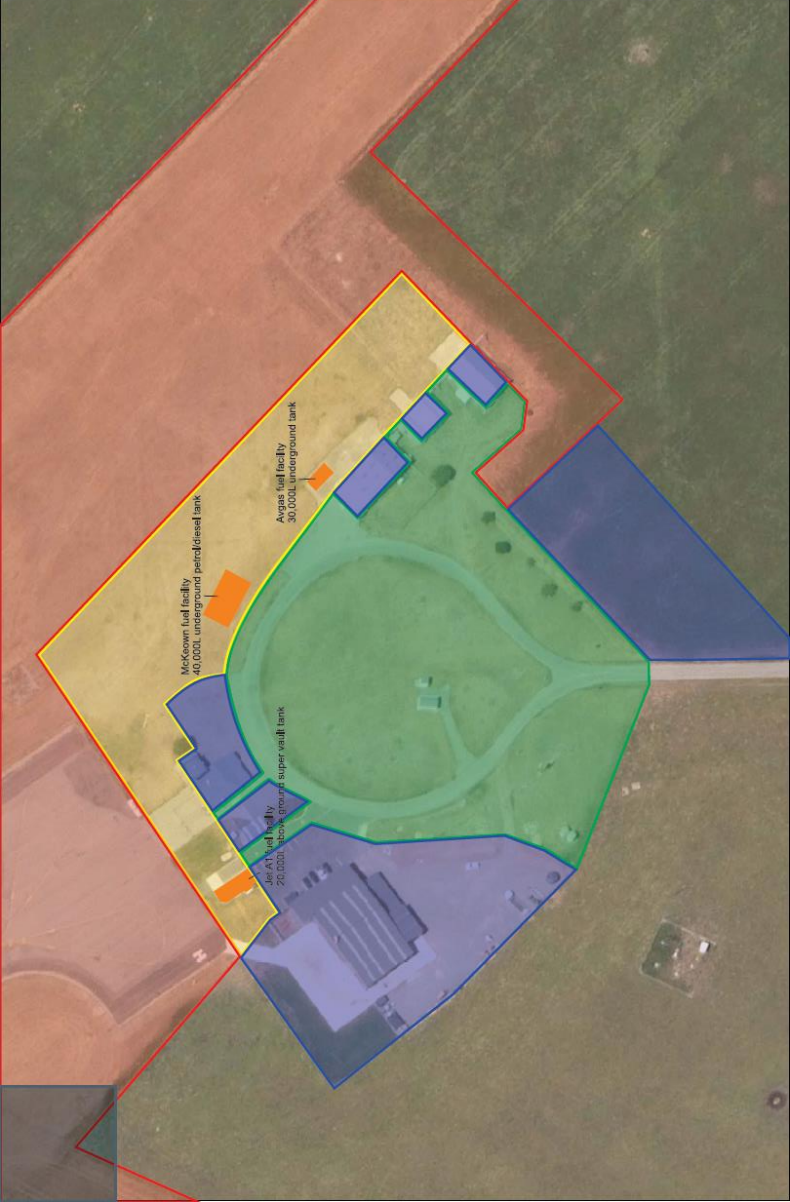 Avgas fuel facility
30,000L underground tank
McKeown fuel facility
40,000L underground petrol/diesel tank
Jet A1 fuel facility
20,000L above ground super vault tank
H